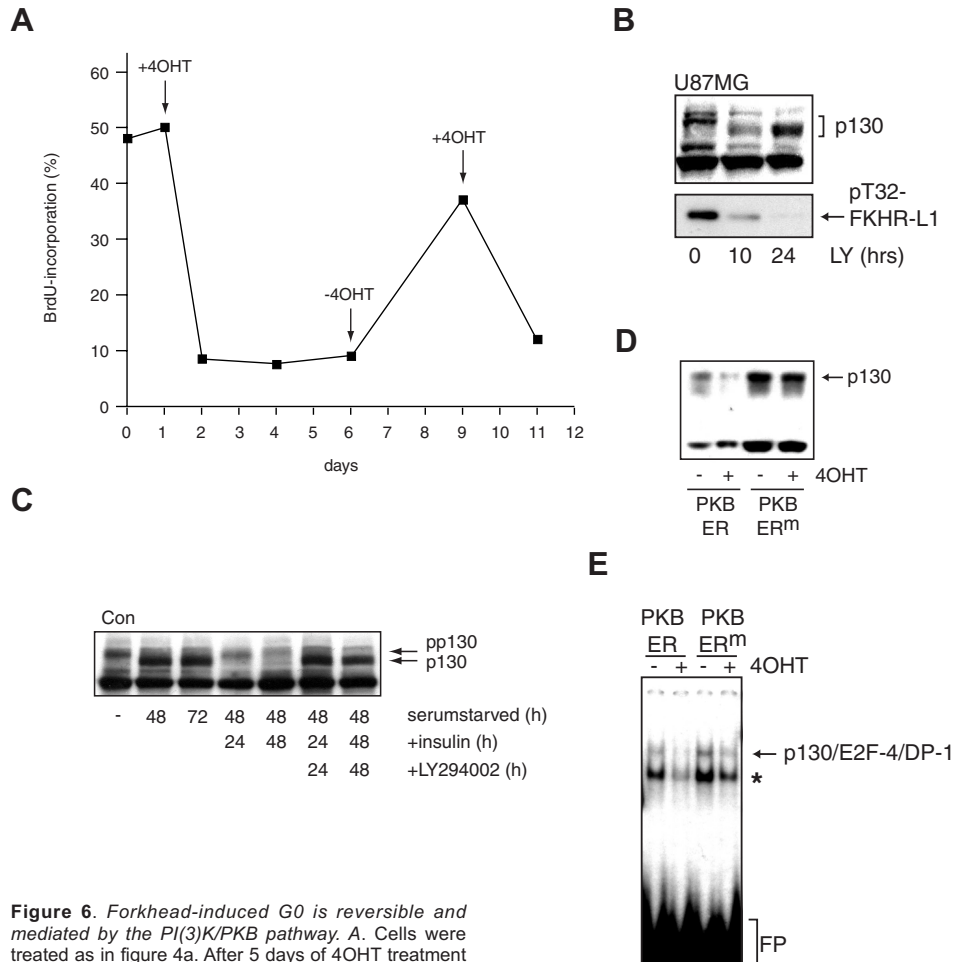 A
60
50
40
30
20
10
0
BrdU-incorporation (%)
+4OHT
-4OHT
+4OHT
0 1 2 3 4 5 6 7 8 9 10 11 12
days
B
U87MG
p130
pT32-
FKHR-L1
0 10 24 LY (hrs)
D
p130
- + - + 4OHT
PKB PKB
ER ERm
C
Con
pp130
p130
- 48 72 48 48 48 48 serumstarved (h)
24 48 24 48 +insulin (h)
24 48 +LY294002 (h)
E
PKB PKB
ER ERm
- + - + 4OHT
p130/E2F-4/DP-1
*
FP
Figure 6. Forkhead-induced G0 is reversible and
mediated by the PI(3)K/PKB pathway. A. Cells were
treated as in figure 4a. After 5 days of 4OHT treatment